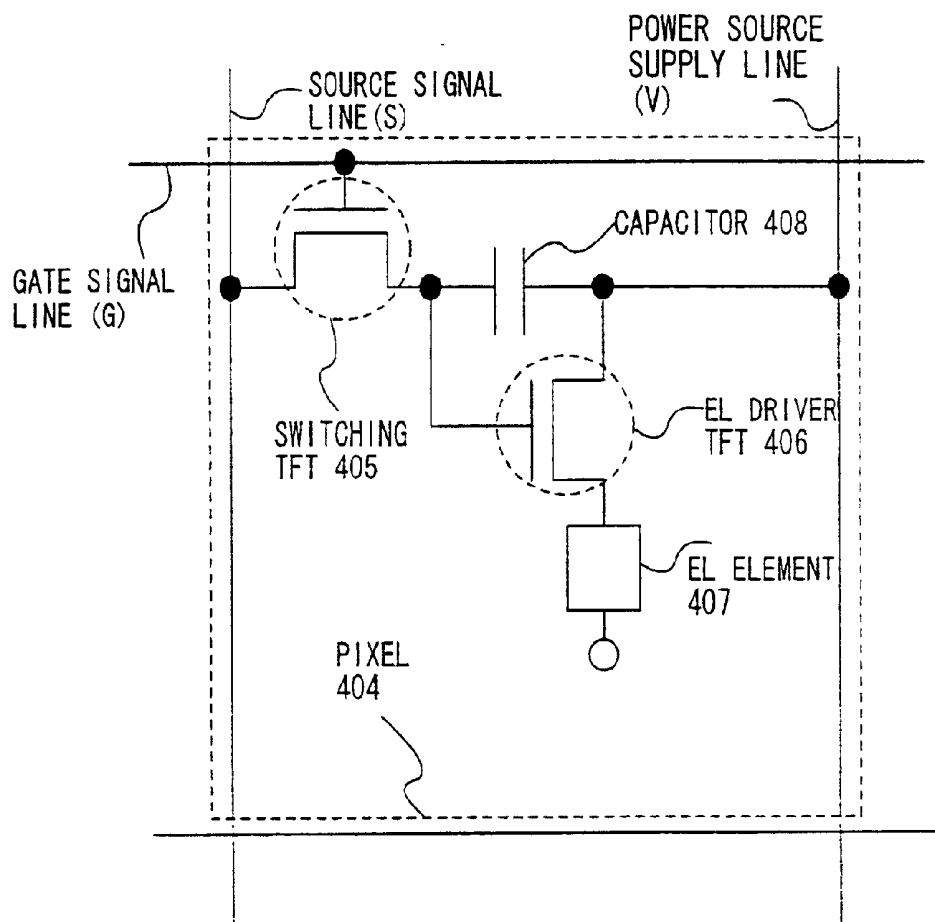 POWER SOURCE
SUPPLY LINE
(V)
SOURCE SIGNAL
LINE(S)
CAPACITOR 408
GATE SIGNAL
LINE (G)
SWITCHING
TFT 405
EL DRIVER
TFT 406
EL ELEMENT
407
PIXEL
404